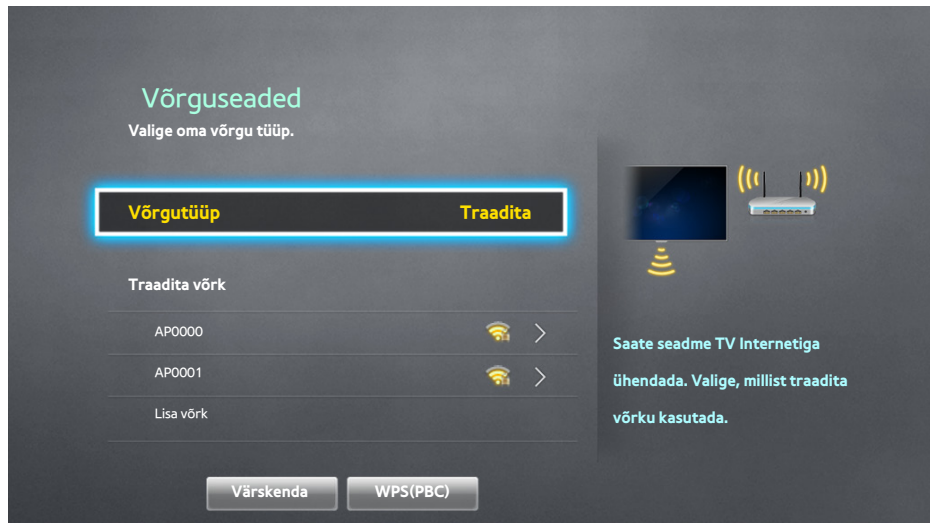 Võrguseaded
Valige oma võrgu tüüp.
Võrgutüüp Traadita
Traadita võrk
AP0000
AP0001
Lisa võrk
Värskenda WPS(PBC)
Saate seadme TV Internetiga
ühendada. Valige, millist traadita
võrku kasutada.